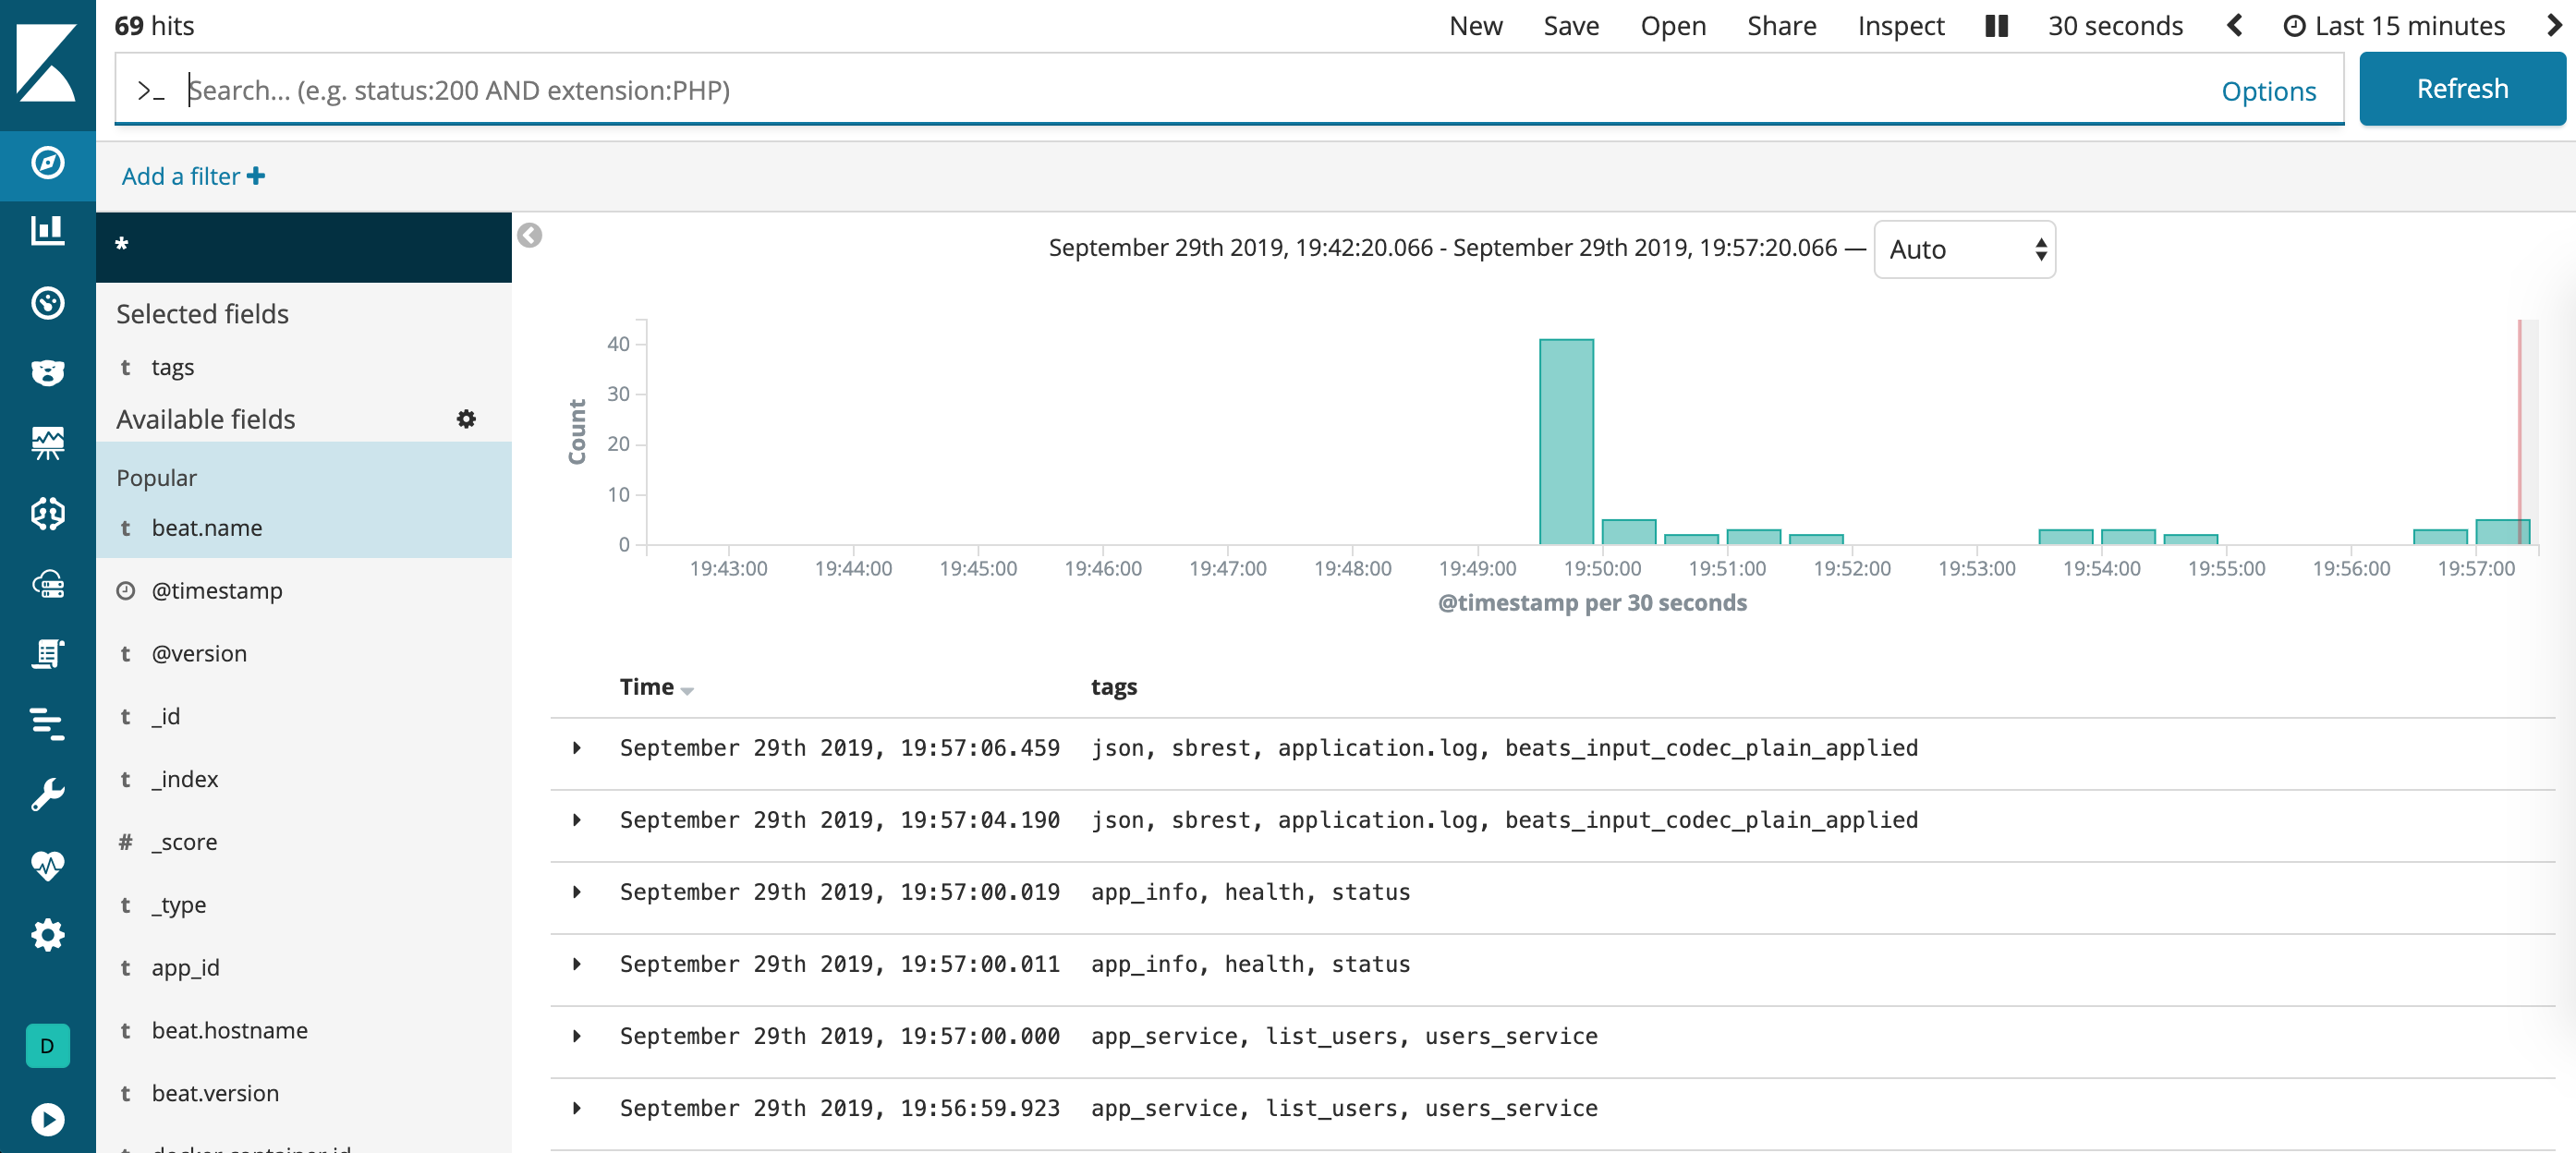 69 hits
New Save Open Share Inspect 30 seconds Last 15 minutes
>_ Search... (e.g. status:200 AND extension:PHP) Options Refresh
Add a filter +
*
Selected fields
t tags
Available fields
Popular
t beat.name
@timestamp
t @version
t _id
t _index
# _score
t _type
t app_id
t beat.hostname
t beat.version
D
September 29th 2019, 19:42:20.066 - September 29th 2019, 19:57:20.066 — Auto
Count
40
30
20
10
0
19:43:00 19:44:00 19:45:00 19:46:00 19:47:00 19:48:00 19:49:00 19:50:00 19:51:00 19:52:00 19:53:00 19:54:00 19:55:00 19:56:00 19:57:00
@timestamp per 30 seconds
Time tags
September 29th 2019, 19:57:06.459 json, sbrest, application.log, beats_input_codec_plain_applied
September 29th 2019, 19:57:04.190 json, sbrest, application.log, beats_input_codec_plain_applied
September 29th 2019, 19:57:00.019 app_info, health, status
September 29th 2019, 19:57:00.011 app_info, health, status
September 29th 2019, 19:57:00.000 app_service, list_users, users_service
September 29th 2019, 19:56:59.923 app_service, list_users, users_service